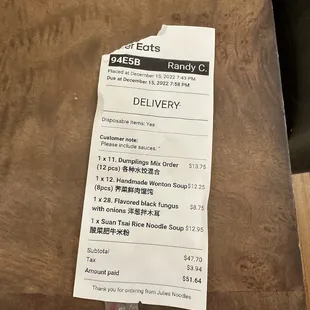 er Eats
94E5B Randy C.
Placed at December 15, 2022 7:43 PM
Due at December 15, 2022 7:58 PM
DELIVERY
Disposable items: Yes
Customer note:
Please include sauces. "
1 x 11. Dumplings Mix Order $13.75
(12 pcs) 各种水饺混合
1 x 12. Handmade Wonton Soup $12.25
(8pcs) 荠菜鲜肉馄饨
1 x 28. Flavored black fungus $8.75
with onions 洋葱拌木耳
1 x Suan Tsai Rice Noodle Soup $12.95
酸菜肥牛米粉
Subtotal $47.70
Tax $3.94
Amount paid $51.64
Thank you for ordering from Julies Noodles